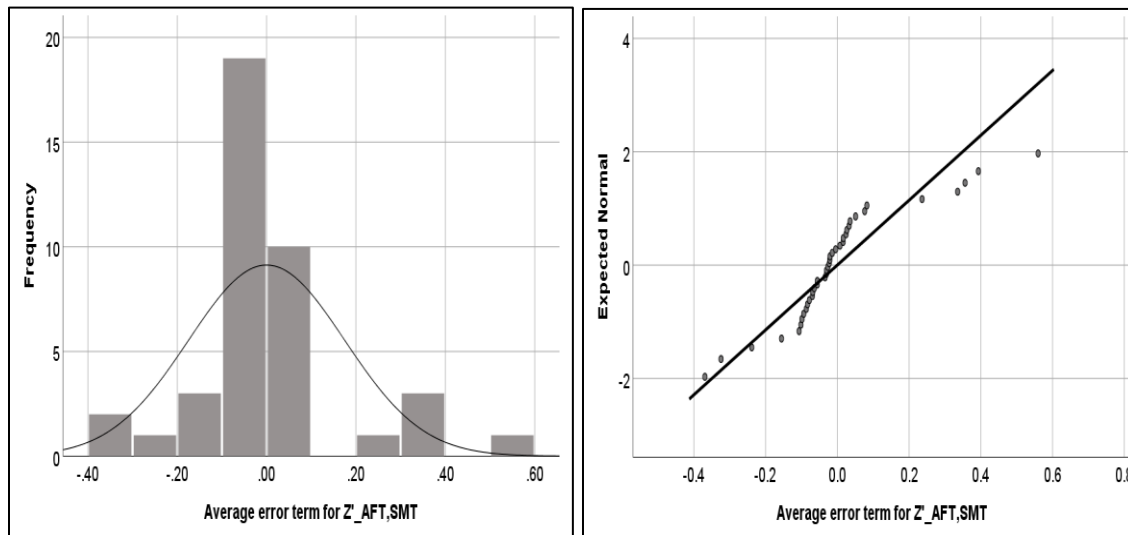 20
15
10
5
0
Frequency
-.40 -.20 .00 .20 .40 .60
Average error term for Z'_AFT,SMT
4
2
0
-2
Expected Normal
-0.4 -0.2 0.0 0.2 0.4 0.6 0.8
Average error term for Z'_AFT,SMT